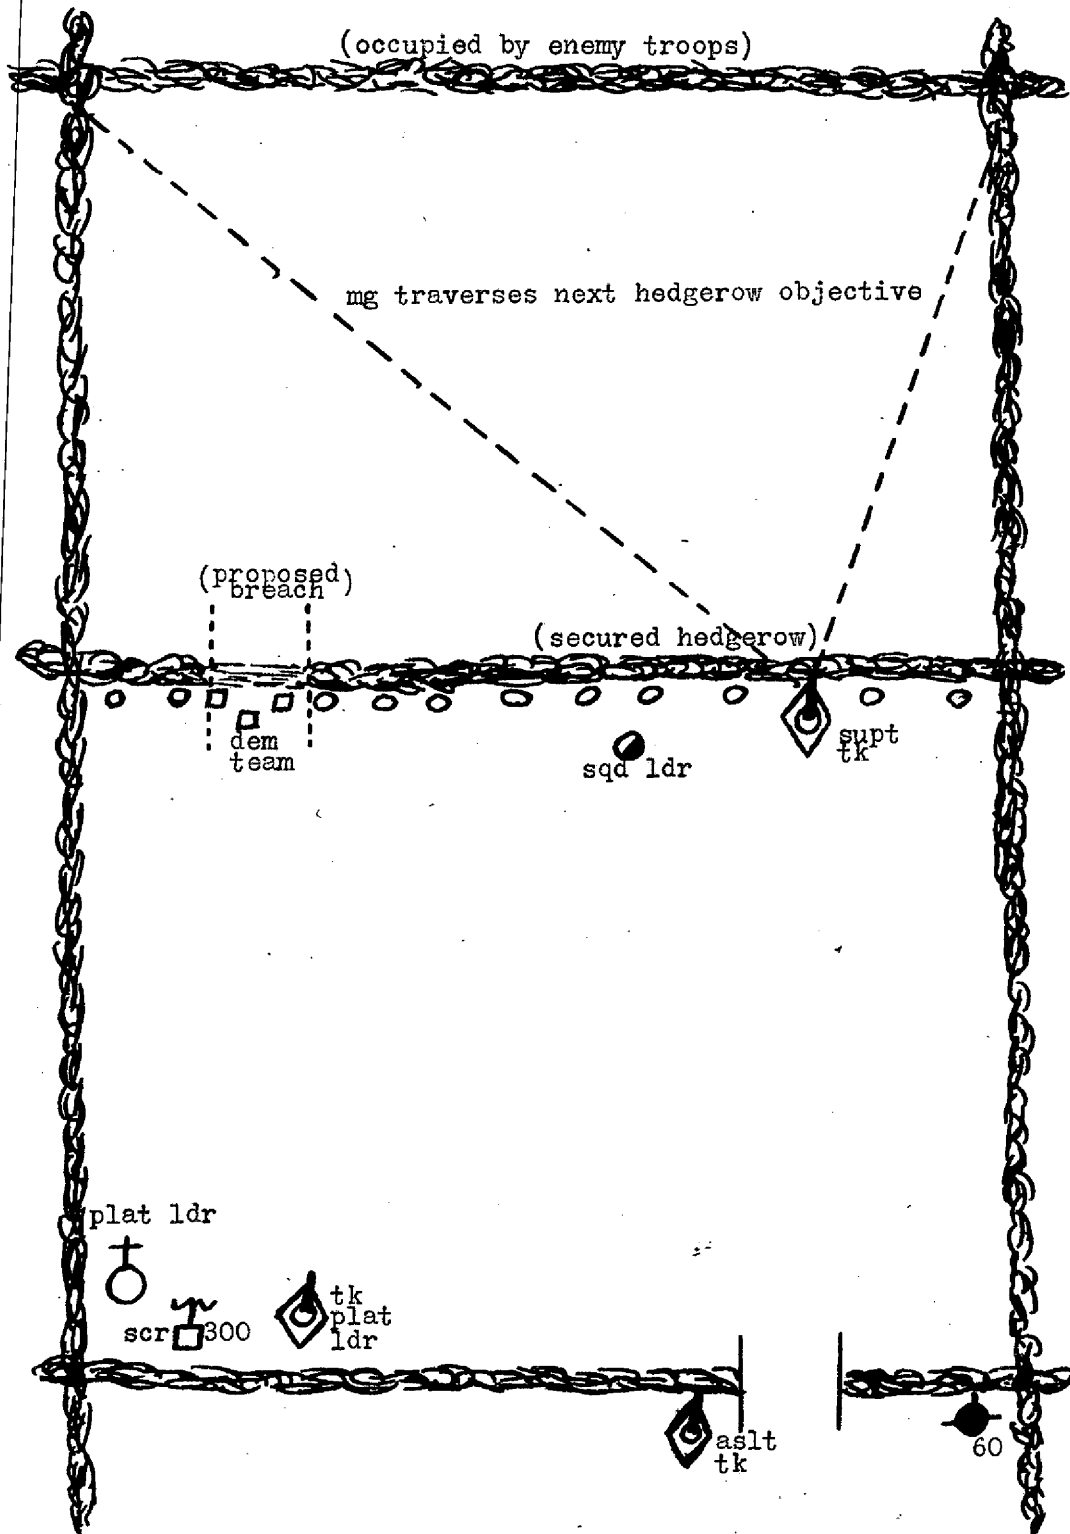 (occupied by enemy troops)
mg traverses next hedgerow objective
(proposed)
breach
(secured hedgerow)
dem
team
supt
tk
sqd ldr
plat ldr
tk
plat
ldr
scr 300
aslt
tk
60